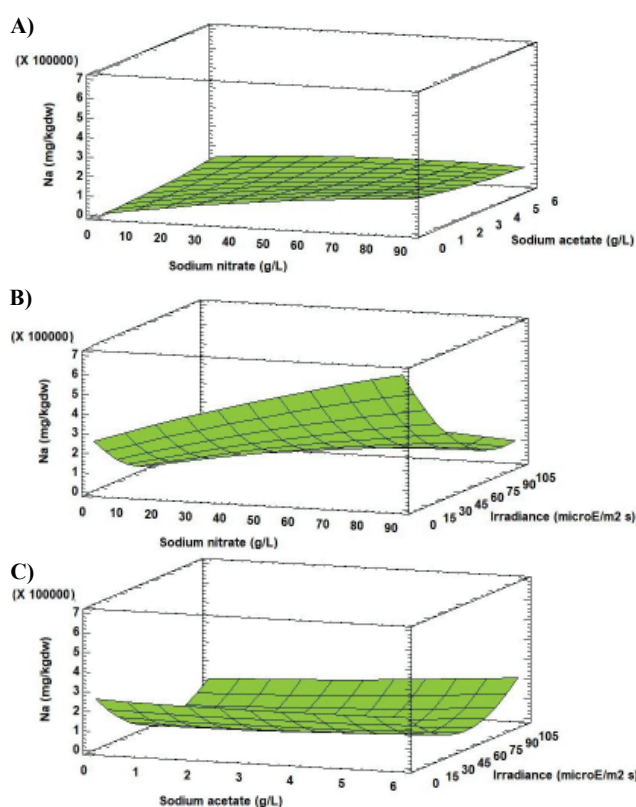 A)
(X 100000)
Na (mg/kgdw)
7
6
5
4
3
2
1
0
0 10 20 30 40 50 60 70 80 90
Sodium nitrate (g/L)
0 1 2 3 4 5 6
Sodium acetate (g/L)
B)
(X 100000)
Na (mg/kgdw)
7
6
5
4
3
2
1
0
0 10 20 30 40 50 60 70 80 90
Sodium nitrate (g/L)
0 15 30 45 60 75 90 105
Irradiance (microE/m2 s)
C)
(X 100000)
Na (mg/kgdw)
7
6
5
4
3
2
1
0
0 1 2 3 4 5 6
Sodium acetate (g/L)
0 15 30 45 60 75 90 105
Irradiance (microE/m2 s)